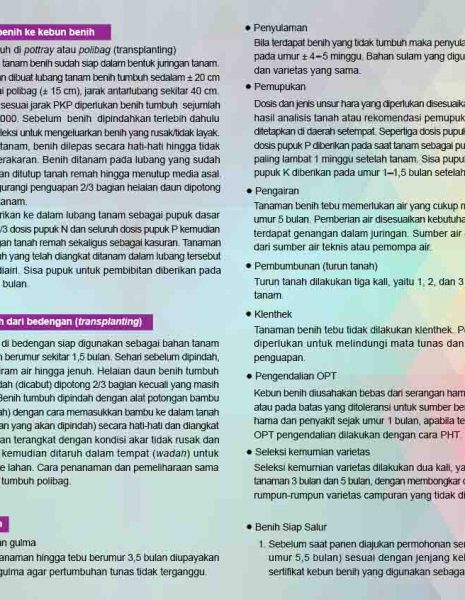 benih ke kebun benih
uh di pottray atau polibag (transplanting)
tanam benih sudah siap dalam bentuk juringan tanam.
an dibuat lubang tanam benih tumbuh sedalam ± 20 cm
i polibag (± 15 cm), jarak antarlubang sekitar 40 cm.
sesuai jarak PKP diperlukan benih tumbuh sejumlah
000. Sebelum benih dipindahkan terlebih dahulu
leksi untuk mengeluarkan benih yang rusak/tidak layak.
ditanam, benih dilepas secara hati-hati hingga tidak
erakaran. Benih ditanam pada lubang yang sudah
an ditutup tanah remah hingga menutup media asal.
gurangi penguapan 2/3 bagian helaian daun dipotong
tanam.
rikan ke dalam lubang tanam sebagai pupuk dasar
/3 dosis pupuk N dan seluruh dosis pupuk P kemudian
gan tanah remah sekaligus sebagai kasuran. Tanaman
uh yang telah diangkat ditanam dalam lubang tersebut
diairi. Sisa pupuk untuk pembibitan diberikan pada
bulan.
h dari bedengan (transplanting)
di bedengan siap digunakan sebagai bahan tanam
h berumur sekitar 1,5 bulan. Sehari sebelum dipindah,
ram air hingga jenuh. Helaian daun benih tumbuh
dah (dicabut) dipotong 2/3 bagian kecuali yang masih
Benih tumbuh dipindah dengan alat potongan bambu
ah) dengan cara memasukkan bambu ke dalam tanah
an yang akan dipindah) secara hati-hati dan diangkat
an terangkat dengan kondisi akar tidak rusak dan
kemudian ditaruh dalam tempat (wadah) untuk
e lahan. Cara penanaman dan pemeliharaan sama
tumbuh polibag.
n
an gulma
anaman hingga tebu berumur 3,5 bulan diupayakan
gulma agar pertumbuhan tunas tidak terganggu.
● Penyulaman
Bila terdapat benih yang tidak tumbuh maka penyula
pada umur ± 4–5 minggu. Bahan sulam yang digu
dan varietas yang sama.
● Pemupukan
Dosis dan jenis unsur hara yang diperlukan disesuaika
hasil analisis tanah atau rekomendasi pemupuk
ditetapkan di daerah setempat. Sepertiga dosis pupuk
dosis pupuk P diberikan pada saat tanam sebagai pup
paling lambat 1 minggu setelah tanam. Sisa pupuk
pupuk K diberikan pada umur 1–1,5 bulan setelah
● Pengairan
Tanaman benih tebu memerlukan air yang cukup m
umur 5 bulan. Pemberian air disesuaikan kebutuha
terdapat genangan dalam juringan. Sumber air
dari sumber air teknis atau pemompa air.
● Pembumbunan (turun tanah)
Turun tanah dilakukan tiga kali, yaitu 1, 2, dan 3
tanam.
● Klenthek
Tanaman benih tebu tidak dilakukan klenthek. Pe
diperlukan untuk melindungi mata tunas dan
penguapan.
● Pengendalian OPT
Kebun benih diusahakan bebas dari serangan ham
atau pada batas yang ditoleransi untuk sumber be
hama dan penyakit sejak umur 1 bulan, apabila te
OPT pengendalian dilakukan dengan cara PHT.
● Seleksi kemurnian varietas
Seleksi kemurnian varietas dilakukan dua kali, ya
tanaman 3 bulan dan 5 bulan, dengan membongkar d
rumpun-rumpun varietas campuran yang tidak di
● Benih Siap Salur
1. Sebelum saat panen diajukan permohonan ser
umur 5,5 bulan) sesuai dengan jenjang keb
sertifikat kebun benih yang digunakan sebaga